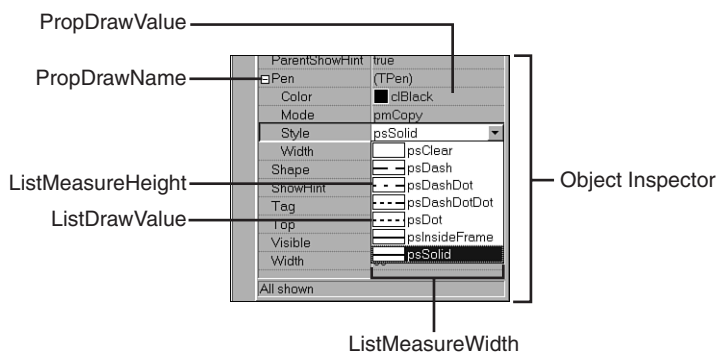 PropDrawValue
ParentShowHint true
PropDrawName
Pen (TPen)
Color clBlack
Mode pmCopy
Style psSolid
Width psClear
Shape psDash
ListMeasureHeight
ShowHint psDashDot
Object Inspector
Tag psDashDotDot
ListDrawValue
Top psDot
Visible psInsideFrame
Width psSolid
All shown
ListMeasureWidth